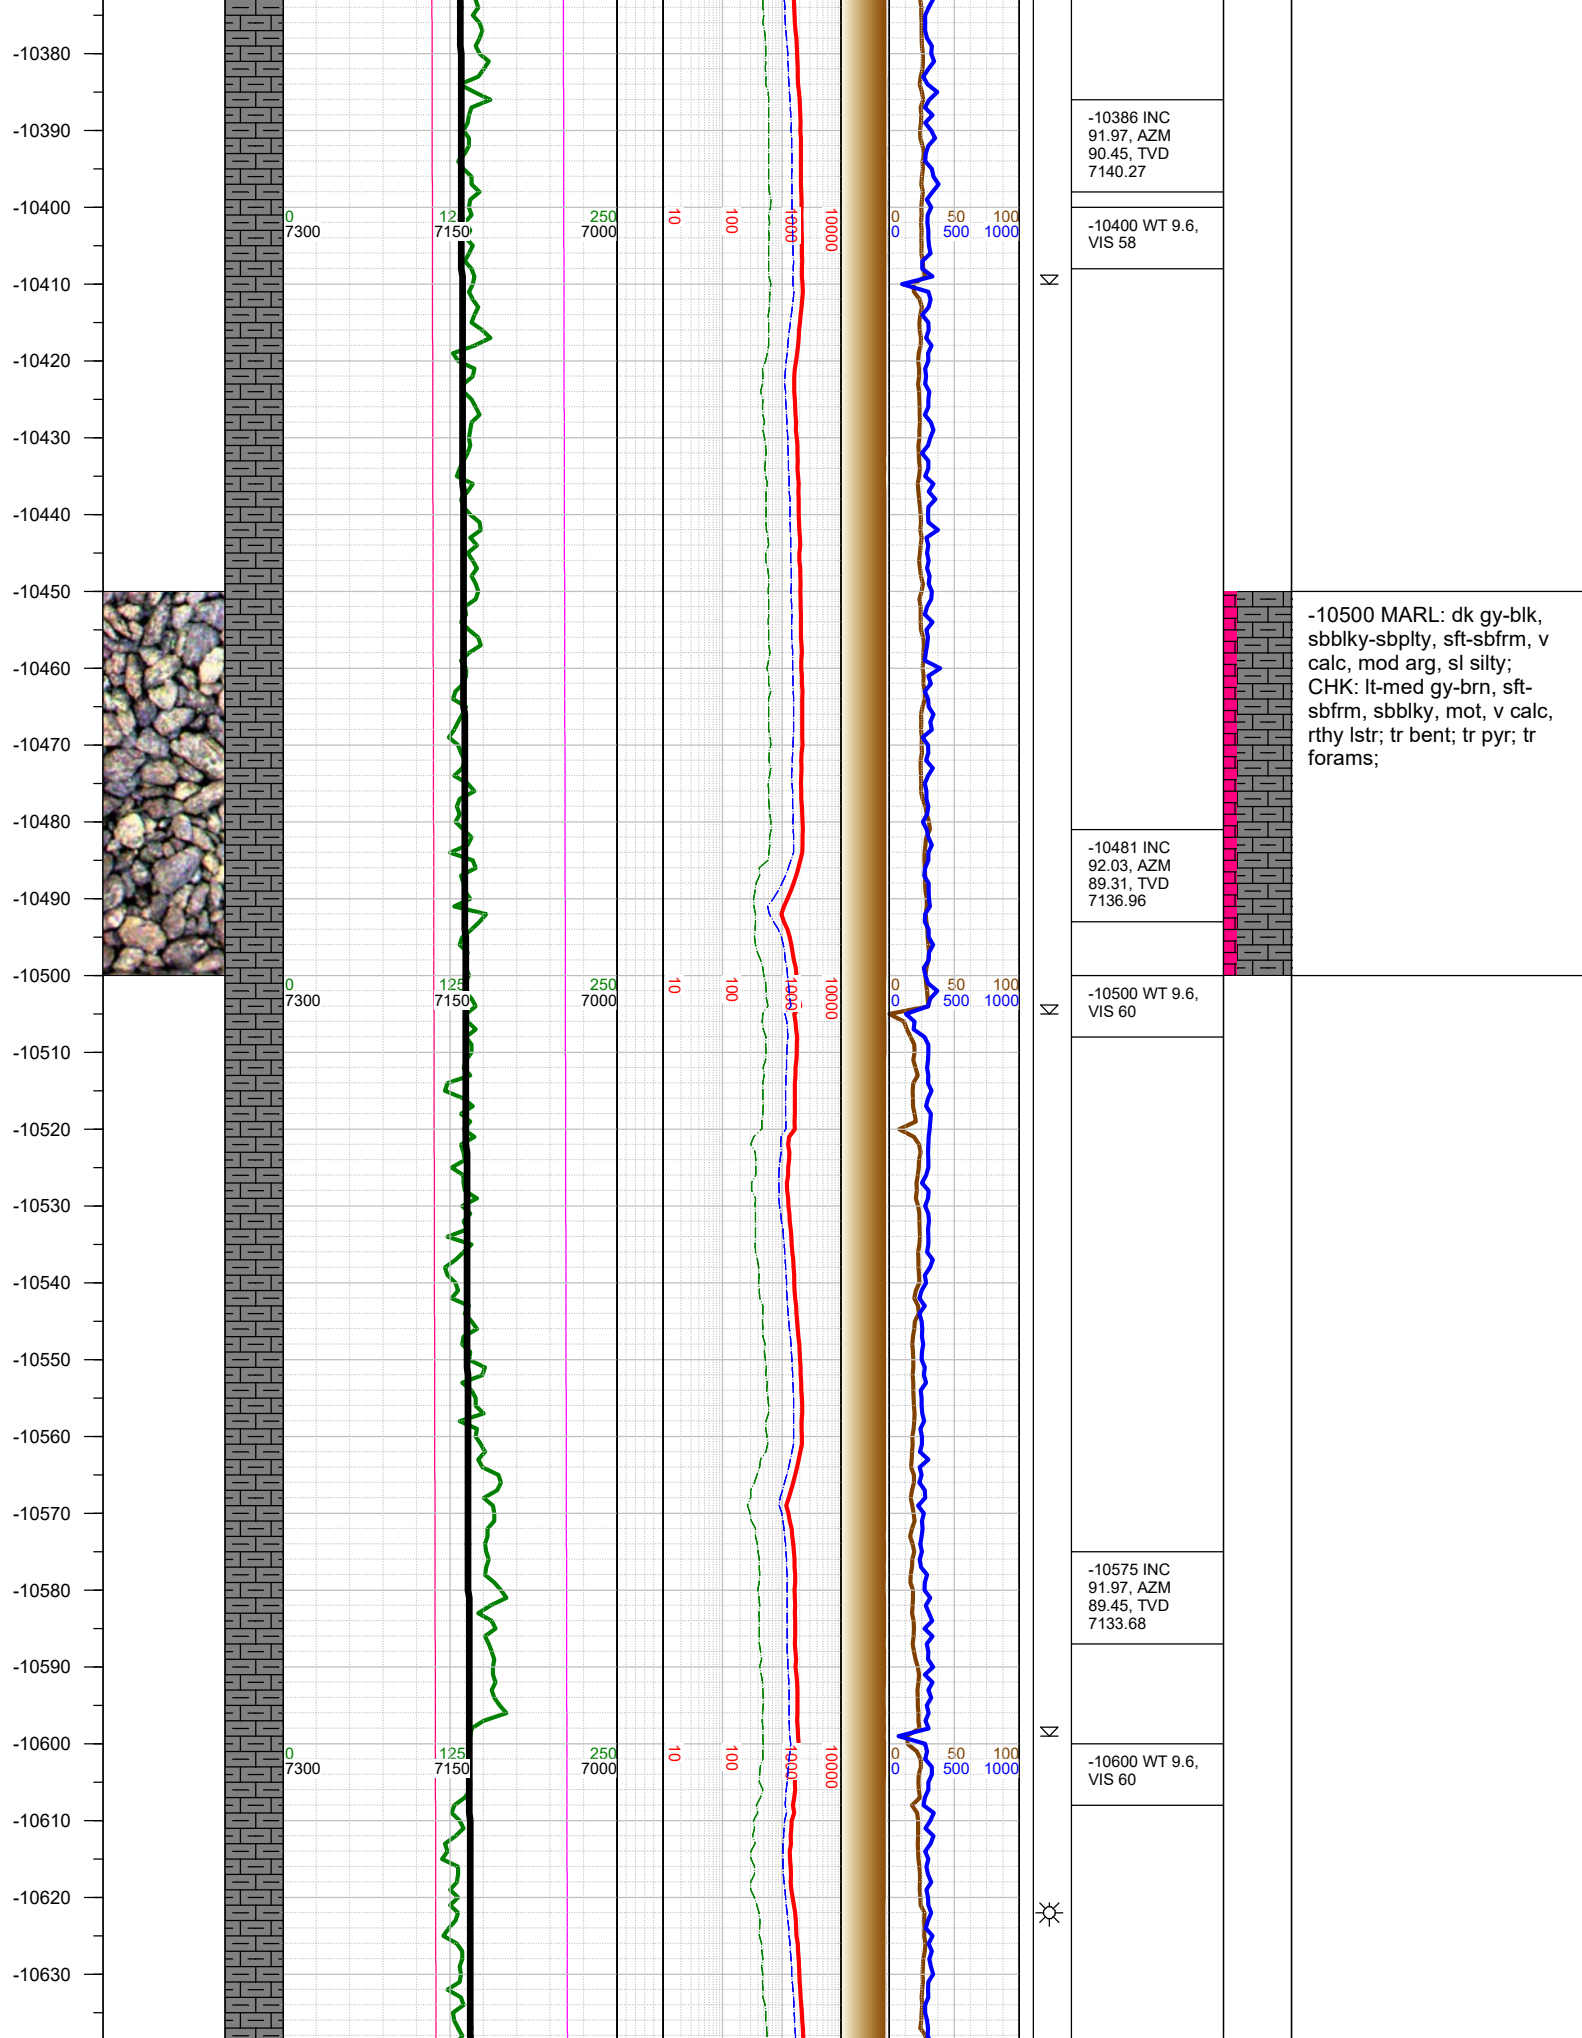 -10380
-10386 INC
91.97, AZM
90.45, TVD
7140.27
-10390
-10400
0 12 250 10 100 1000 10000 0 50 100
7300 7150 7000 0 500 1000
-10400 WT 9.6,
VIS 58
-10410
-10420
-10430
-10440
-10450
-10500 MARL: dk gy-blk,
sbblky-sbplty, sft-sbfrm, v
calc, mod arg, sl silty;
CHK: lt-med gy-brn, sft-
sbfrm, sbblky, mot, v calc,
rthy lstr; tr bent; tr pyr; tr
forams;
-10460
-10470
-10480
-10481 INC
92.03, AZM
89.31, TVD
7136.96
-10490
-10500
0 125 250 10 100 1000 10000 0 50 100
7300 7150 7000 0 500 1000
-10500 WT 9.6,
VIS 60
-10510
-10520
-10530
-10540
-10550
-10560
-10570
-10575 INC
91.97, AZM
89.45, TVD
7133.68
-10580
-10590
-10600
0 125 250 10 100 1000 10000 0 50 100
7300 7150 7000 0 500 1000
-10600 WT 9.6,
VIS 60
-10610
-10620
-10630